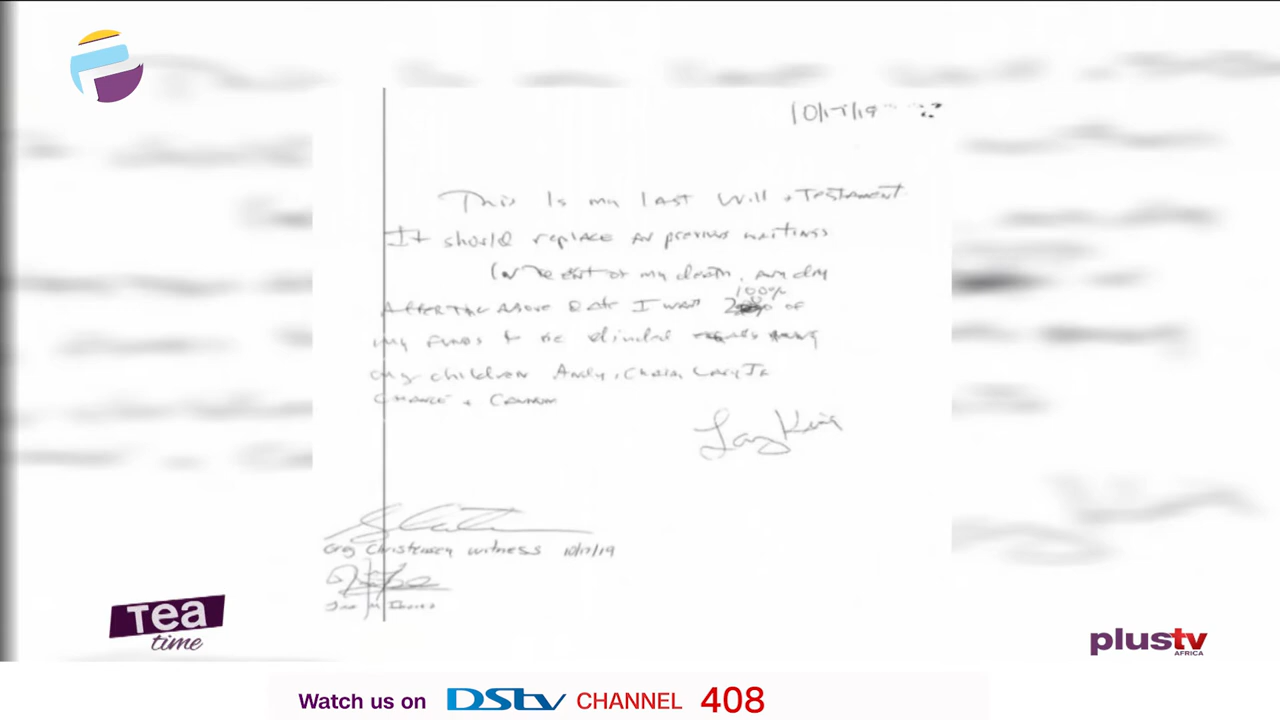 10/17/19
This Is my Last Will + Testament
It should replace all previous writings
In the event of my death, any day
After the Above Date I want 100% of
my funds to be divided
my children Andy, Chaia, Larry Jr
Chance + Cannon
Larry King
Greg Christensen witness 10/17/19
Tea
time
plustv
AFRICA
Watch us on DStv CHANNEL 408